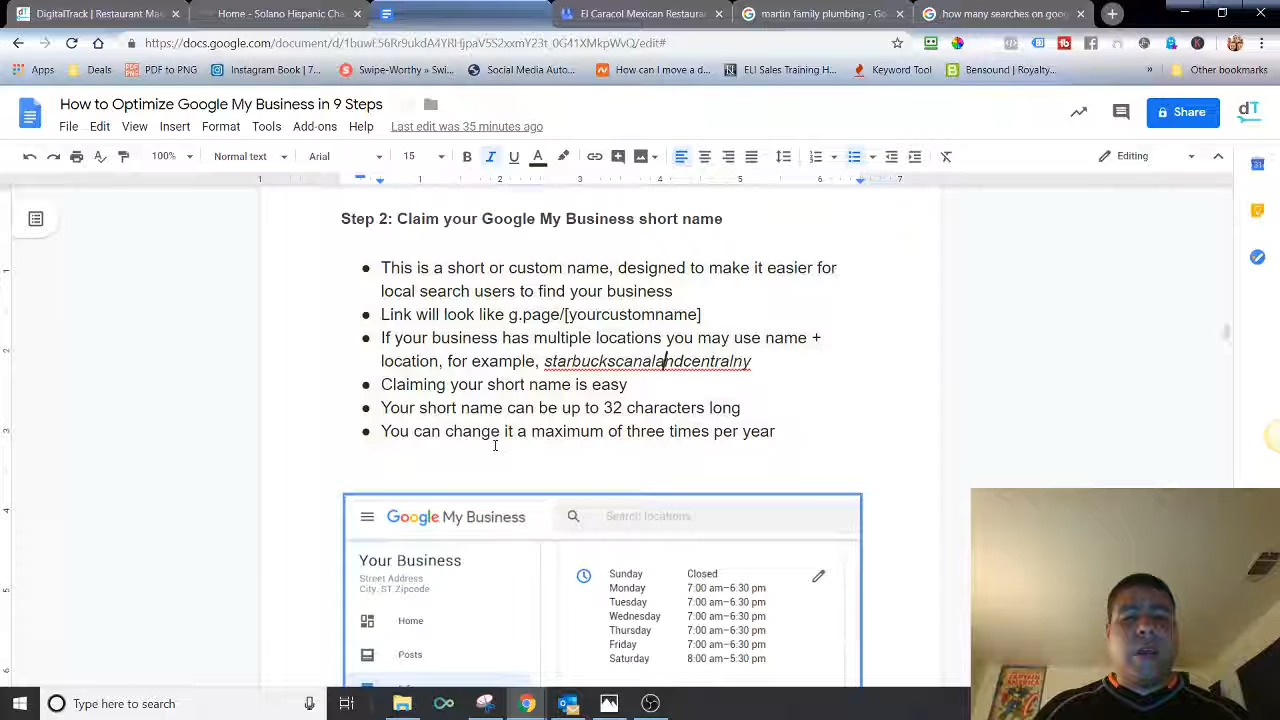 DigitalTrack | Restaurant Ma
Home - Solano Hispanic Ch
El Caracol Mexican Restaura
martin family plumbing - Go
how many searches on goo
Apps
Deals
PDF to PNG
Instagram Book | 7...
Swipe-Worthy » Swi...
Social Media Auto...
How can I move a d...
ELI Sales Training H...
Keyword Tool
Bensound | Royalty...
»
Other bookmarks
How to Optimize Google My Business in 9 Steps
Share
File Edit View Insert Format Tools Add-ons Help
Last edit was 35 minutes ago
100% Normal text Arial 15 B I U A Editing
1 1 2 3 4 5 6 7
Step 2: Claim your Google My Business short name
● This is a short or custom name, designed to make it easier for
local search users to find your business
● Link will look like g.page/[yourcustomname]
● If your business has multiple locations you may use name +
location, for example, starbuckscanalandcentralny
● Claiming your short name is easy
● Your short name can be up to 32 characters long
● You can change it a maximum of three times per year
Google My Business
Search locations
Your Business
Street Address
City, ST Zipcode
Home
Posts
Sunday Closed
Monday 7:00 am–6:30 pm
Tuesday 7:00 am–6:30 pm
Wednesday 7:00 am–6:30 pm
Thursday 7:00 am–6:30 pm
Friday 7:00 am–6:30 pm
Saturday 8:00 am–5:30 pm
CAPTAIN
AMERICA
Type here to search